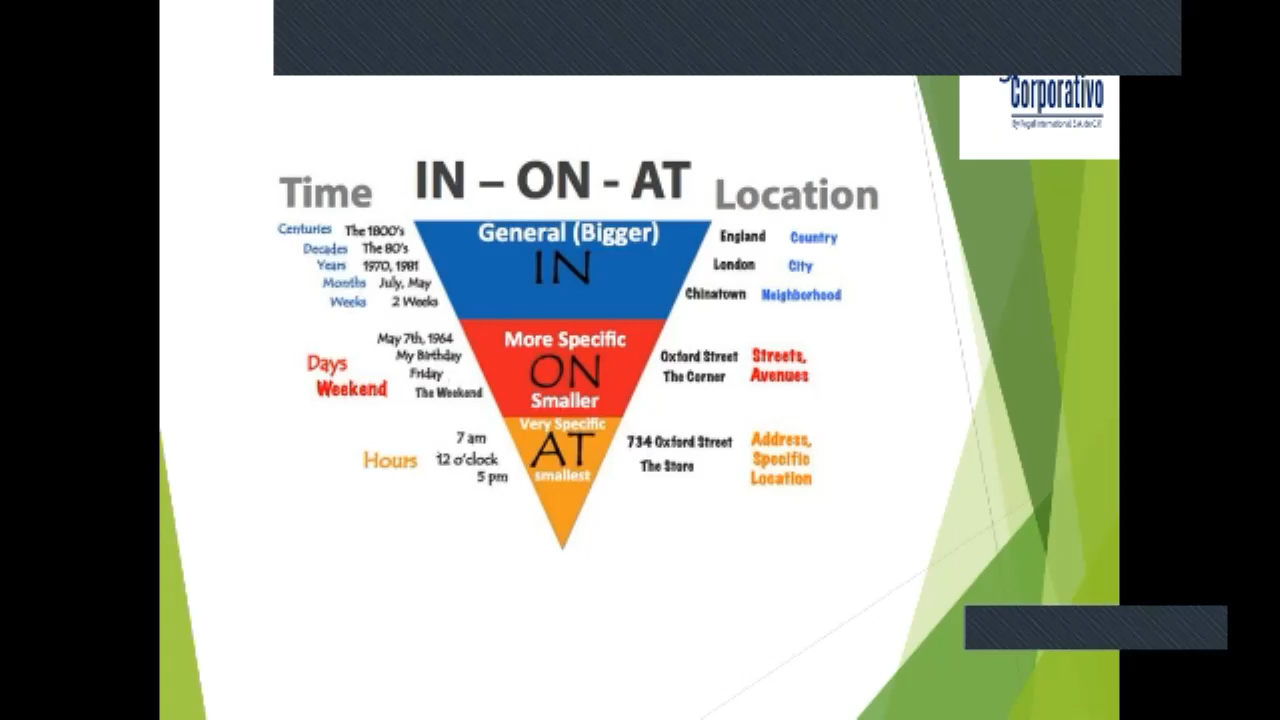 Corporativo
IN – ON - AT
Time
Location
General (Bigger)
IN
Centuries The 1800's
Decades The 80's
Years 1970, 1981
Months July, May
Weeks 2 Weeks
England Country
London City
Chinatown Neighborhood
More Specific
ON
Smaller
May 7th, 1964
My Birthday
Days
Friday
Weekend
The Weekend
Oxford Street
The Corner
Streets,
Avenues
Very Specific
AT
smallest
7 am
Hours 12 o'clock
5 pm
734 Oxford Street
The Store
Address,
Specific
Location